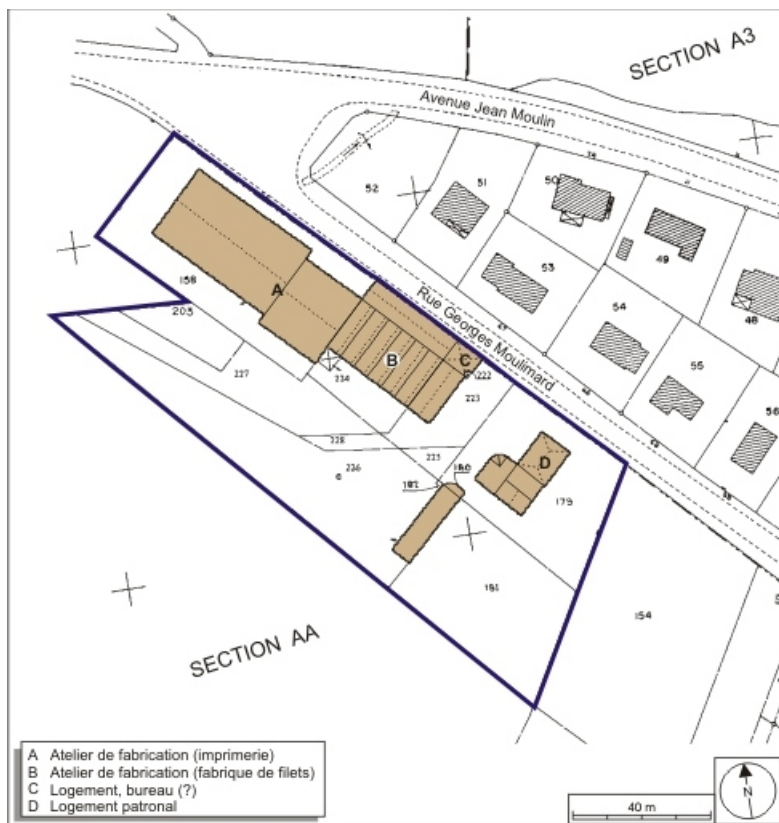 SECTION A3
Avenue Jean Moulin
52
51
50
49
48
53
54
55
56
Rue Georges Moulimard
158
A
203
B
C
234
222
223
227
228
225
226
D
180
182
179
181
154
SECTION AA
A Atelier de fabrication (imprimerie)
B Atelier de fabrication (fabrique de filets)
C Logement, bureau (?)
D Logement patronal
40 m
N